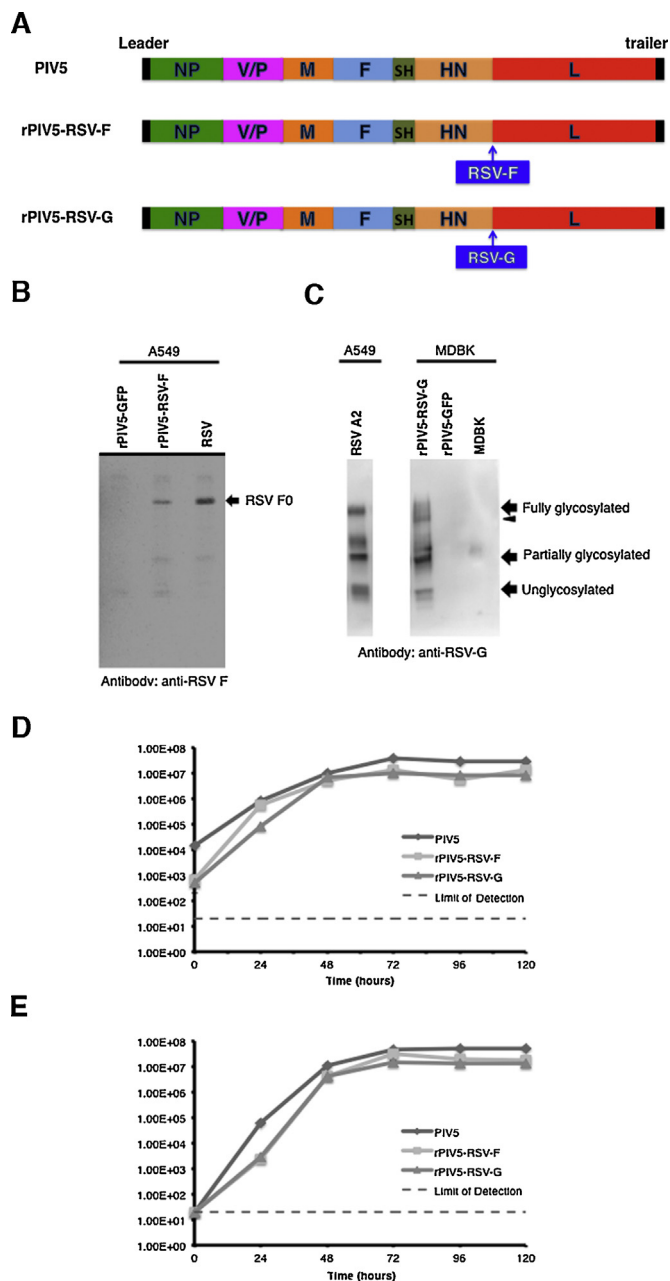 A
Leader trailer
PIV5 NP V/P M F SH HN L
rPIV5-RSV-F NP V/P M F SH HN L
RSV-F
rPIV5-RSV-G NP V/P M F SH HN L
RSV-G
B
A549
rPIV5-GFP rPIV5-RSV-F RSV
RSV F0
Antibody: anti-RSV F
C
A549 MDBK
RSV A2 rPIV5-RSV-G rPIV5-GFP MDBK
Fully glycosylated
Partially glycosylated
Unglycosylated
Antibody: anti-RSV-G
D
1.00E+08
1.00E+07
1.00E+06
1.00E+05
1.00E+04
1.00E+03
1.00E+02
1.00E+01
1.00E+00
PIV5
rPIV5-RSV-F
rPIV5-RSV-G
Limit of Detection
0 24 48 72 96 120
Time (hours)
E
1.00E+08
1.00E+07
1.00E+06
1.00E+05
1.00E+04
1.00E+03
1.00E+02
1.00E+01
1.00E+00
PIV5
rPIV5-RSV-F
rPIV5-RSV-G
Limit of Detection
0 24 48 72 96 120
Time (hours)